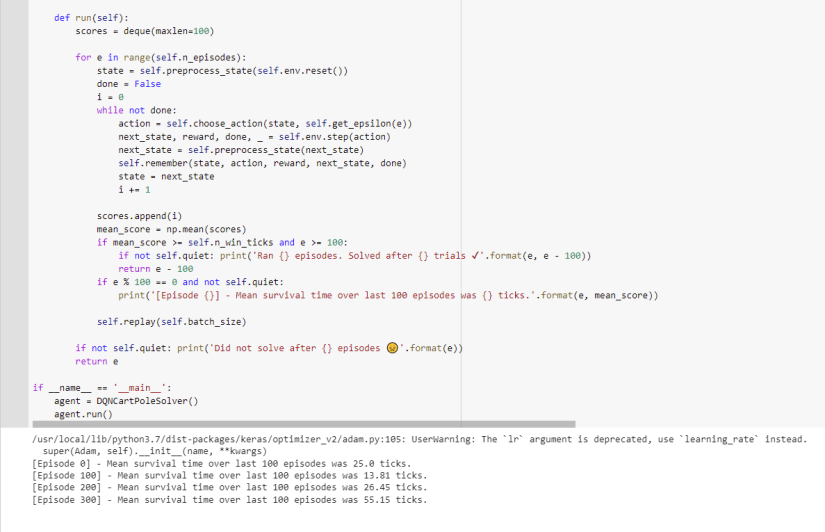 def run(self):
scores = deque(maxlen=100)
for e in range(self.n_episodes):
state = self.preprocess_state(self.env.reset())
done = False
i = 0
while not done:
action = self.choose_action(state, self.get_epsilon(e))
next_state, reward, done, _ = self.env.step(action)
next_state = self.preprocess_state(next_state)
self.remember(state, action, reward, next_state, done)
state = next_state
i += 1
scores.append(i)
mean_score = np.mean(scores)
if mean_score >= self.n_win_ticks and e >= 100:
if not self.quiet: print('Ran {} episodes. Solved after {} trials ✓'.format(e, e - 100))
return e - 100
if e % 100 == 0 and not self.quiet:
print('[Episode {}] - Mean survival time over last 100 episodes was {} ticks.'.format(e, mean_score))
self.replay(self.batch_size)
if not self.quiet: print('Did not solve after {} episodes 😞'.format(e))
return e
if __name__ == '__main__':
agent = DQNCartPoleSolver()
agent.run()
/usr/local/lib/python3.7/dist-packages/keras/optimizer_v2/adam.py:105: UserWarning: The `lr` argument is deprecated, use `learning_rate` instead.
super(Adam, self).__init__(name, **kwargs)
[Episode 0] - Mean survival time over last 100 episodes was 25.0 ticks.
[Episode 100] - Mean survival time over last 100 episodes was 13.81 ticks.
[Episode 200] - Mean survival time over last 100 episodes was 26.45 ticks.
[Episode 300] - Mean survival time over last 100 episodes was 55.15 ticks.